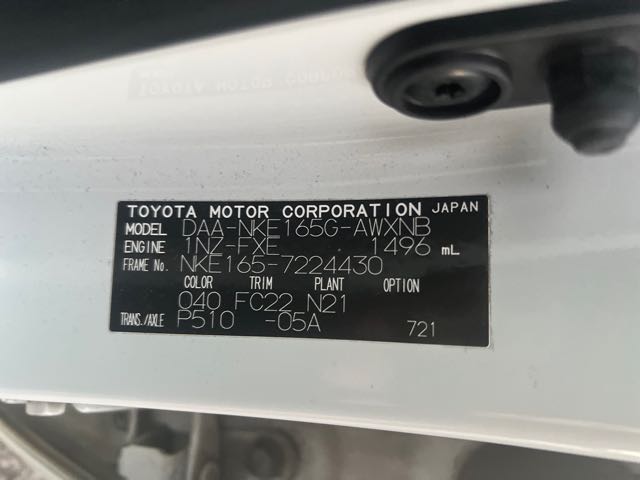 TOYOTA MOTOR CORPORATION JAPAN
MODEL DAA-NKE165G-AWXNB
ENGINE 1NZ-FXE 1496 mL
FRAME No. NKE165-7224430
COLOR TRIM PLANT OPTION
040 FC22 N21
TRANS./AXLE P510 -05A 721